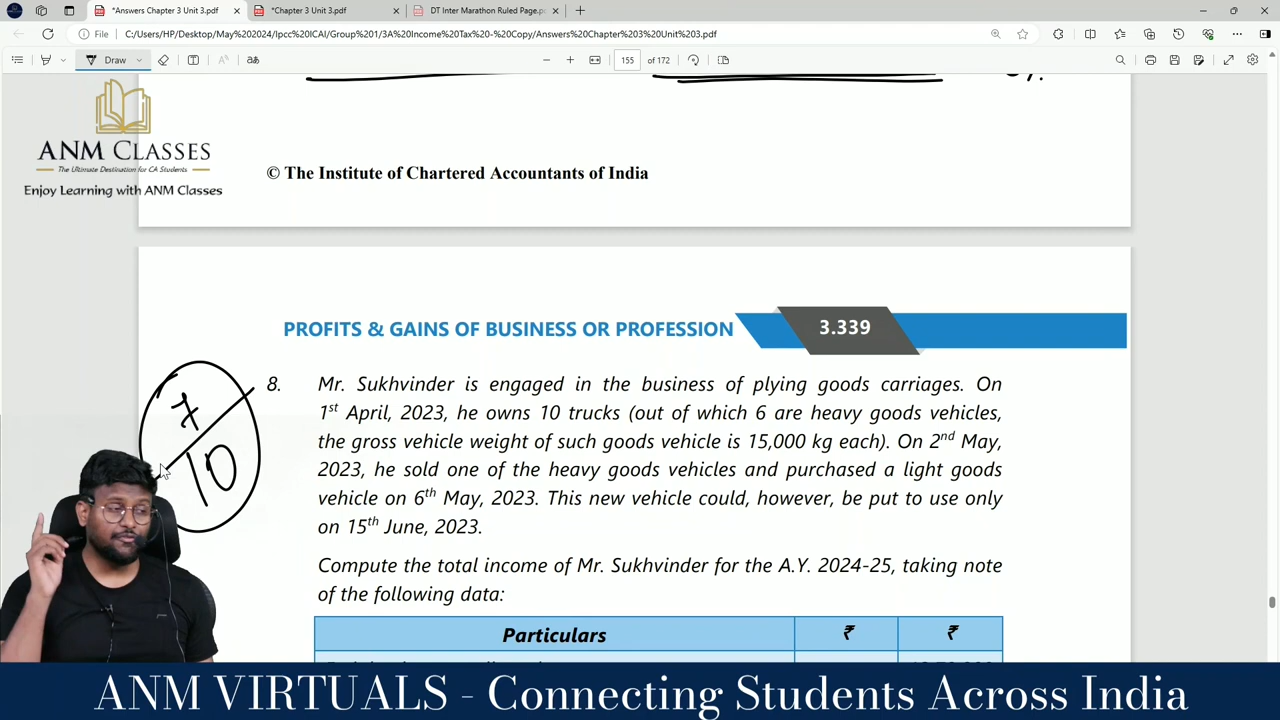 *Answers Chapter 3 Unit 3.pdf
*Chapter 3 Unit 3.pdf
DT Inter Marathon Ruled Page.p
File
C:/Users/HP/Desktop/May%202024/Ipcc%20ICAI/Group%201/3A%20Income%20Tax%20-%20Copy/Answers%20Chapter%203%20Unit%203.pdf
Draw
155 of 172
ANM CLASSES
The Ultimate Destination for CA Students
Enjoy Learning with ANM Classes
© The Institute of Chartered Accountants of India
PROFITS & GAINS OF BUSINESS OR PROFESSION
3.339
7
10
8. Mr. Sukhvinder is engaged in the business of plying goods carriages. On
1st April, 2023, he owns 10 trucks (out of which 6 are heavy goods vehicles,
the gross vehicle weight of such goods vehicle is 15,000 kg each). On 2nd May,
2023, he sold one of the heavy goods vehicles and purchased a light goods
vehicle on 6th May, 2023. This new vehicle could, however, be put to use only
on 15th June, 2023.
Compute the total income of Mr. Sukhvinder for the A.Y. 2024-25, taking note
of the following data:
Particulars ₹ ₹
ANM VIRTUALS - Connecting Students Across India